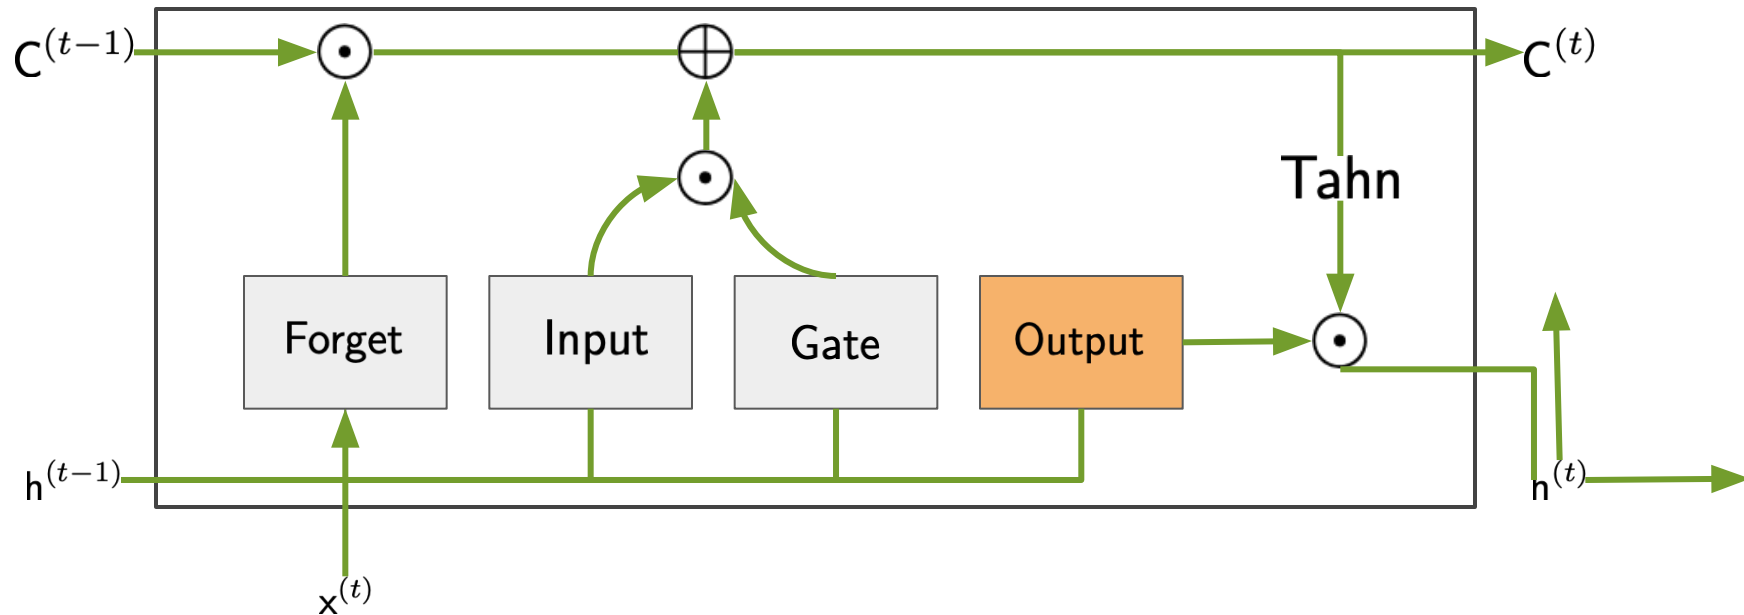 C^{(t-1)}
C^{(t)}
Tahn
Forget
Input
Gate
Output
h^{(t-1)}
h^{(t)}
x^{(t)}